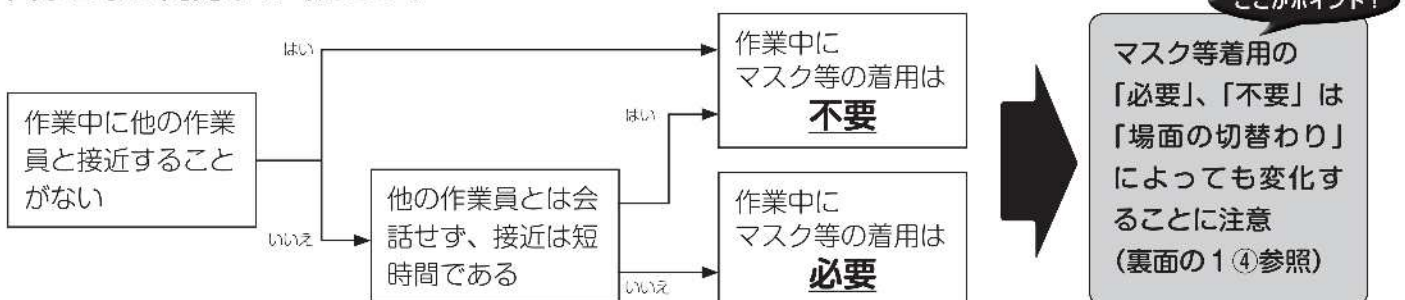 ここがポイント!
はい
作業中に他の作業
員と接近すること
がない
いいえ
他の作業員とは会
話せず、接近は短
時間である
はい
いいえ
作業中に
マスク等の着用は
不要
作業中に
マスク等の着用は
必要
マスク等着用の
「必要」、「不要」は
「場面の切替わり」
によっても変化す
ることに注意
(裏面の1④参照)